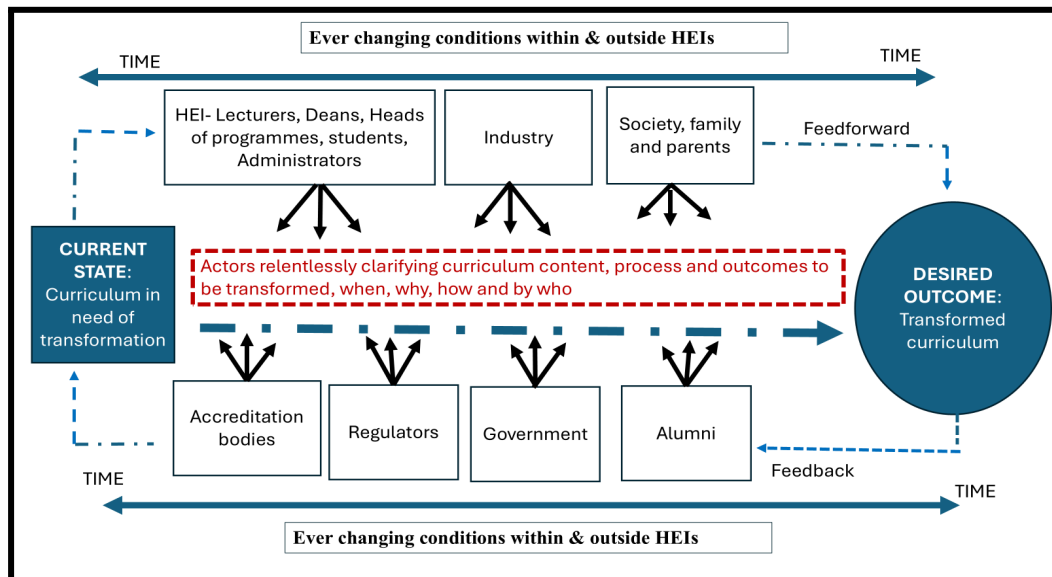 Ever changing conditions within & outside HEIs
TIME
TIME
HEI- Lecturers, Deans, Heads
of programmes, students,
Administrators
Industry
Society, family
and parents
Feedforward
CURRENT
STATE:
Curriculum in
need of
transformation
Actors relentlessly clarifying curriculum content, process and outcomes to
be transformed, when, why, how and by who
DESIRED
OUTCOME:
Transformed
curriculum
Accreditation
bodies
Regulators
Government
Alumni
Feedback
TIME
TIME
Ever changing conditions within & outside HEIs